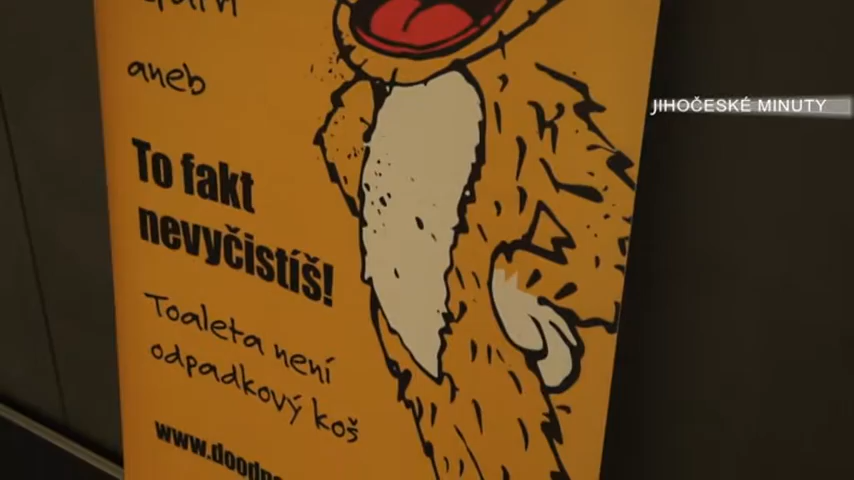 aneb
JIHOČESKÉ MINUTY
To fakt
nevyčistíš!
Toaleta není
odpadkový koš